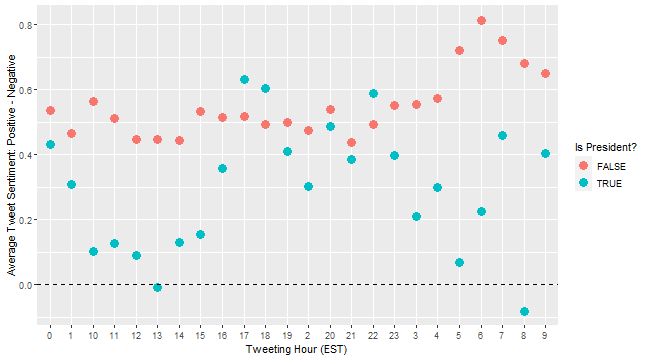 Average Tweet Sentiment: Positive - Negative
0.8
0.6
0.4
0.2
0.0
0 1 10 11 12 13 14 15 16 17 18 19 2 20 21 22 23 3 4 5 6 7 8 9
Tweeting Hour (EST)
Is President?
FALSE
TRUE